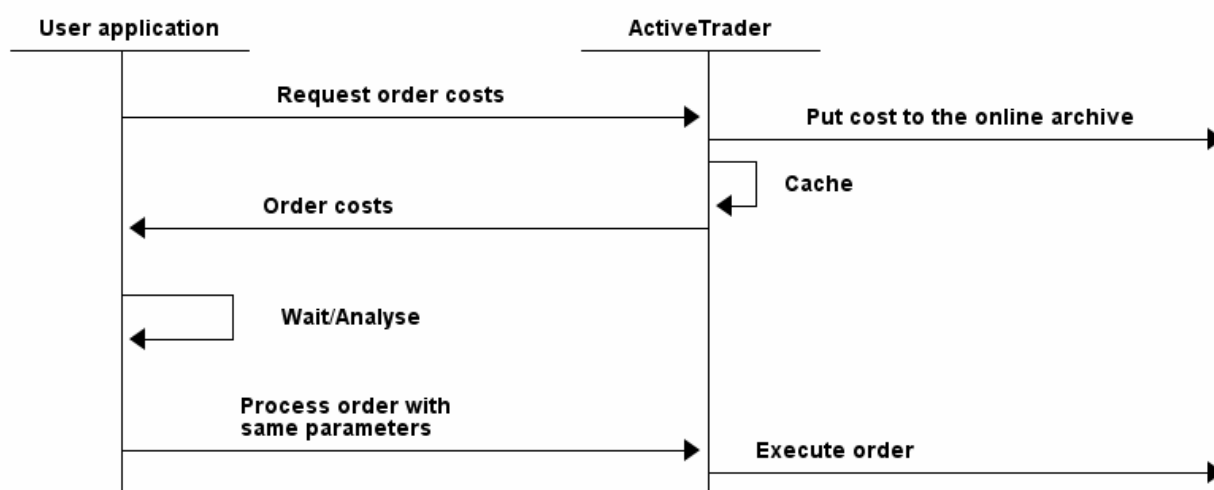 User application
ActiveTrader
Request order costs
Put cost to the online archive
Cache
Order costs
Wait/Analyse
Process order with
same parameters
Execute order